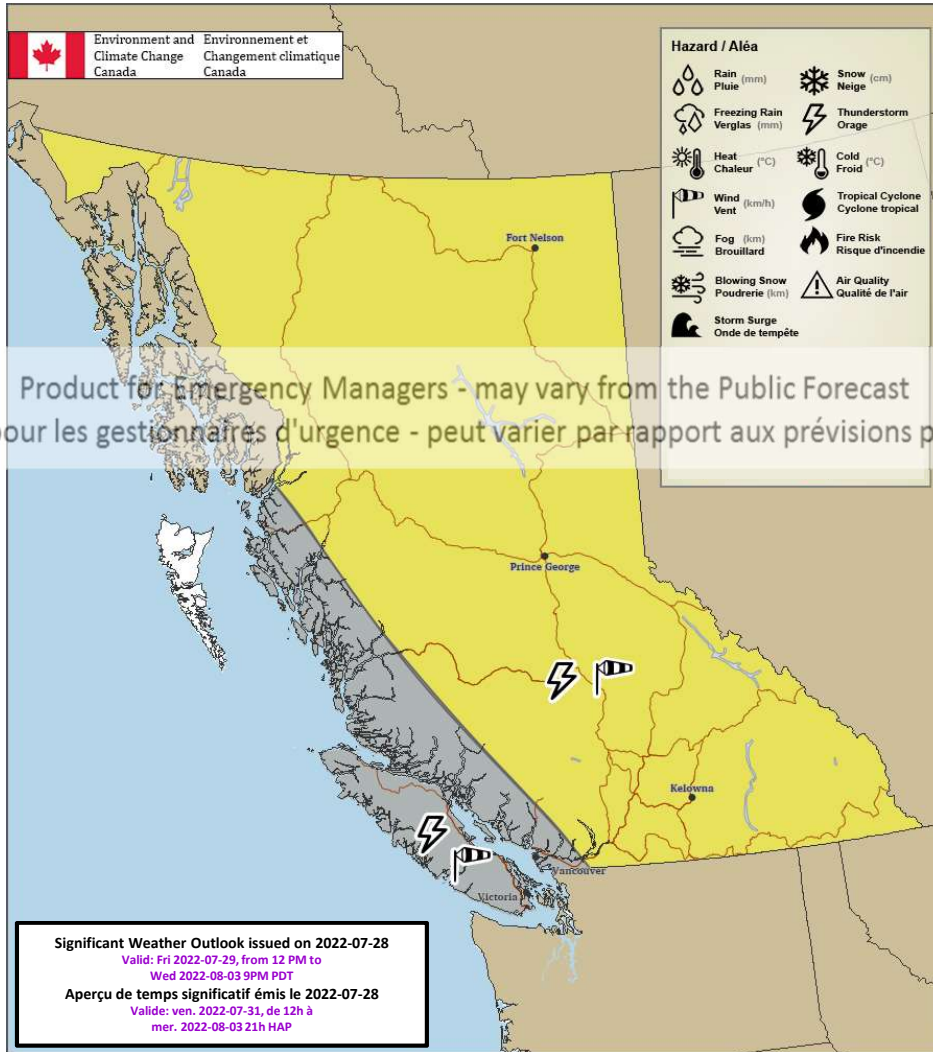 Environment and
Climate Change
Canada
Environnement et
Changement climatique
Canada
Hazard / Aléa
Rain (mm)
Pluie
Snow (cm)
Neige
Freezing Rain
Verglas (mm)
Thunderstorm
Orage
Heat (°C)
Chaleur
Cold (°C)
Froid
Wind (km/h)
Vent
Tropical Cyclone
Cyclone tropical
Fog (km)
Brouillard
Fire Risk
Risque d'incendie
Blowing Snow
Poudrerie (km)
Air Quality
Qualité de l'air
Storm Surge
Onde de tempête
Fort Nelson
Product for Emergency Managers - may vary from the Public Forecast
our les gestionnaires d'urgence - peut varier par rapport aux prévisions p
Prince George
Kelowna
Vancouver
Victoria
Significant Weather Outlook issued on 2022-07-28
Valid: Fri 2022-07-29, from 12 PM to
Wed 2022-08-03 9PM PDT
Aperçu de temps significatif émis le 2022-07-28
Valide: ven. 2022-07-31, de 12h à
mer. 2022-08-03 21h HAP